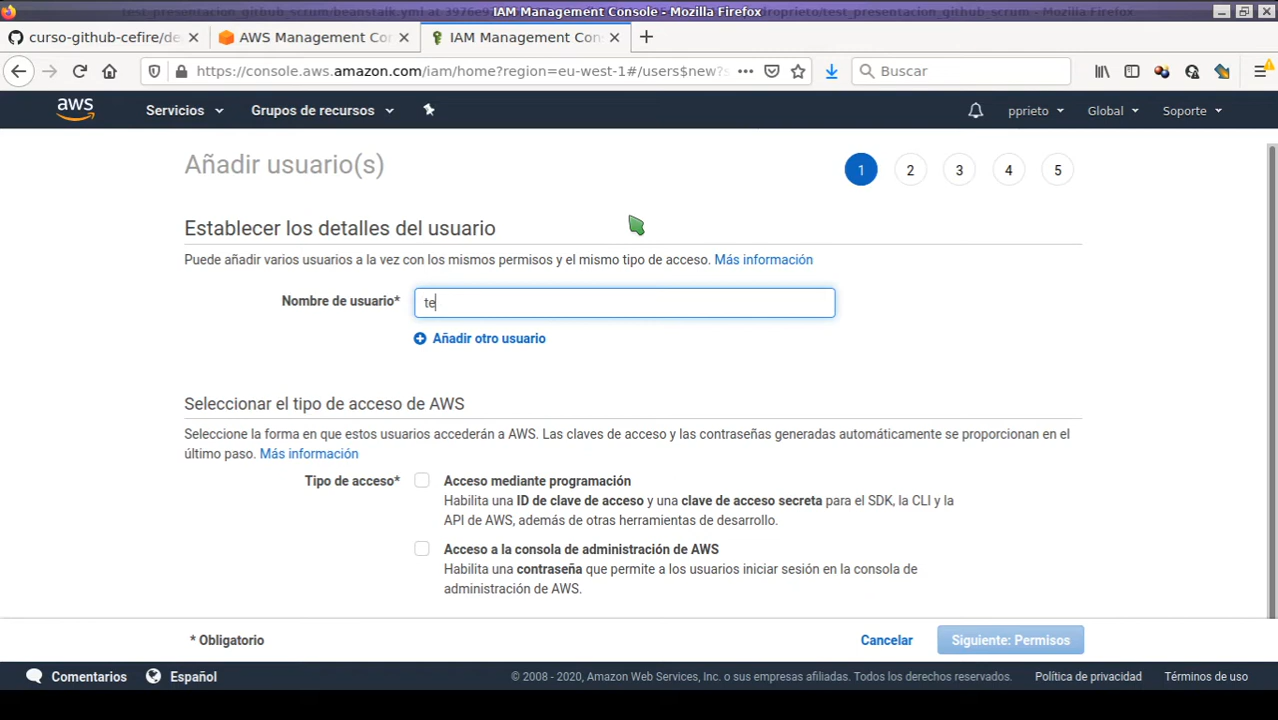 IAM Management Console - Mozilla Firefox
curso-github-cefire/de
AWS Management Con
IAM Management Cons
https://console.aws.amazon.com/iam/home?region=eu-west-1#/users$new?s
Buscar
aws
Servicios
Grupos de recursos
pprieto
Global
Soporte
Añadir usuario(s)
1
2
3
4
5
Establecer los detalles del usuario
Puede añadir varios usuarios a la vez con los mismos permisos y el mismo tipo de acceso. Más información
Nombre de usuario*
te
Añadir otro usuario
Seleccionar el tipo de acceso de AWS
Seleccione la forma en que estos usuarios accederán a AWS. Las claves de acceso y las contraseñas generadas automáticamente se proporcionan en el
último paso. Más información
Tipo de acceso*
Acceso mediante programación
Habilita una ID de clave de acceso y una clave de acceso secreta para el SDK, la CLI y la
API de AWS, además de otras herramientas de desarrollo.
Acceso a la consola de administración de AWS
Habilita una contraseña que permite a los usuarios iniciar sesión en la consola de
administración de AWS.
* Obligatorio
Cancelar
Siguiente: Permisos
Comentarios
Español
© 2008 - 2020, Amazon Web Services, Inc. o sus empresas afiliadas. Todos los derechos reservados.
Política de privacidad
Términos de uso